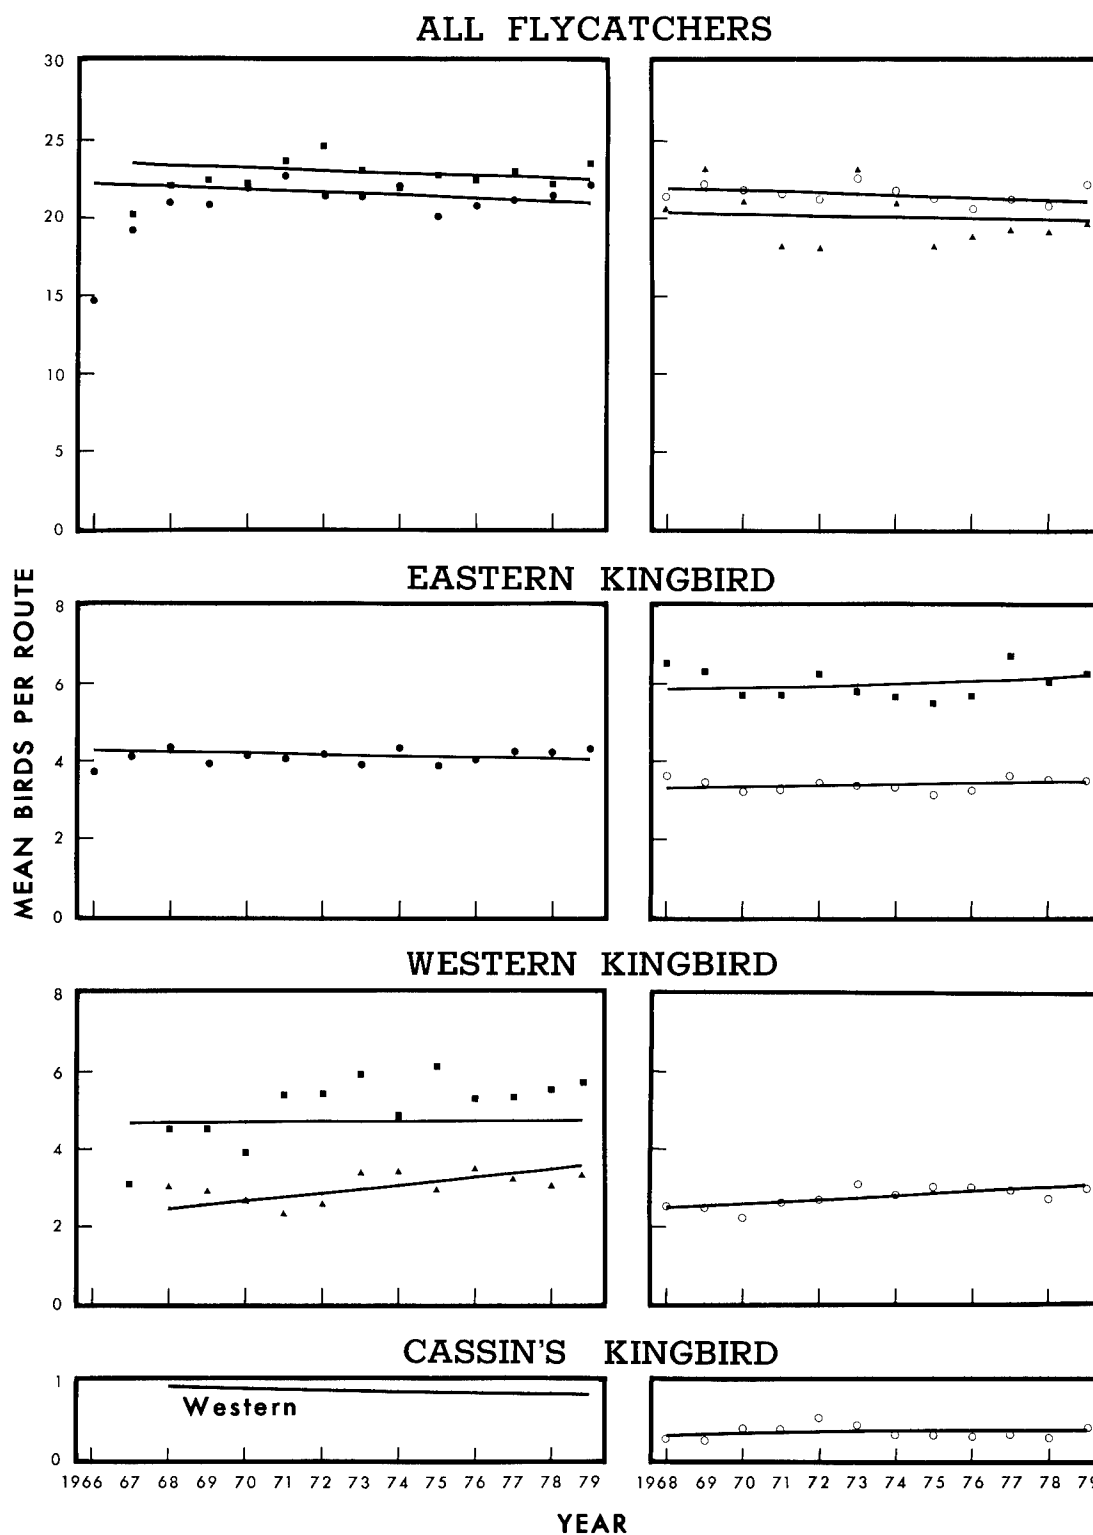 ALL FLYCATCHERS
30
25
20
15
10
5
0
EASTERN KINGBIRD
MEAN BIRDS PER ROUTE
8
6
4
2
0
WESTERN KINGBIRD
8
6
4
2
0
CASSIN'S KINGBIRD
1
Western
0
1966 67 68 69 70 71 72 73 74 75 76 77 78 79
1968 69 70 71 72 73 74 75 76 77 78 79
YEAR